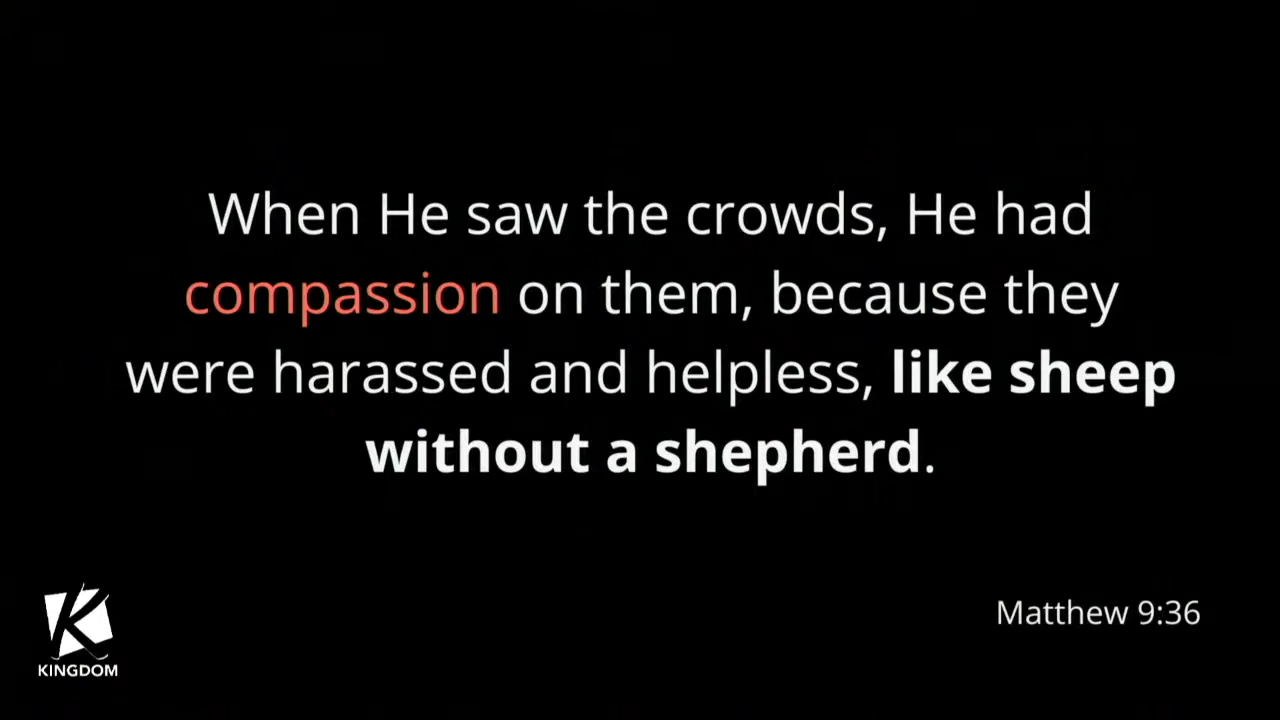 When He saw the crowds, He had
compassion on them, because they
were harassed and helpless, like sheep
without a shepherd.
Matthew 9:36
K
KINGDOM